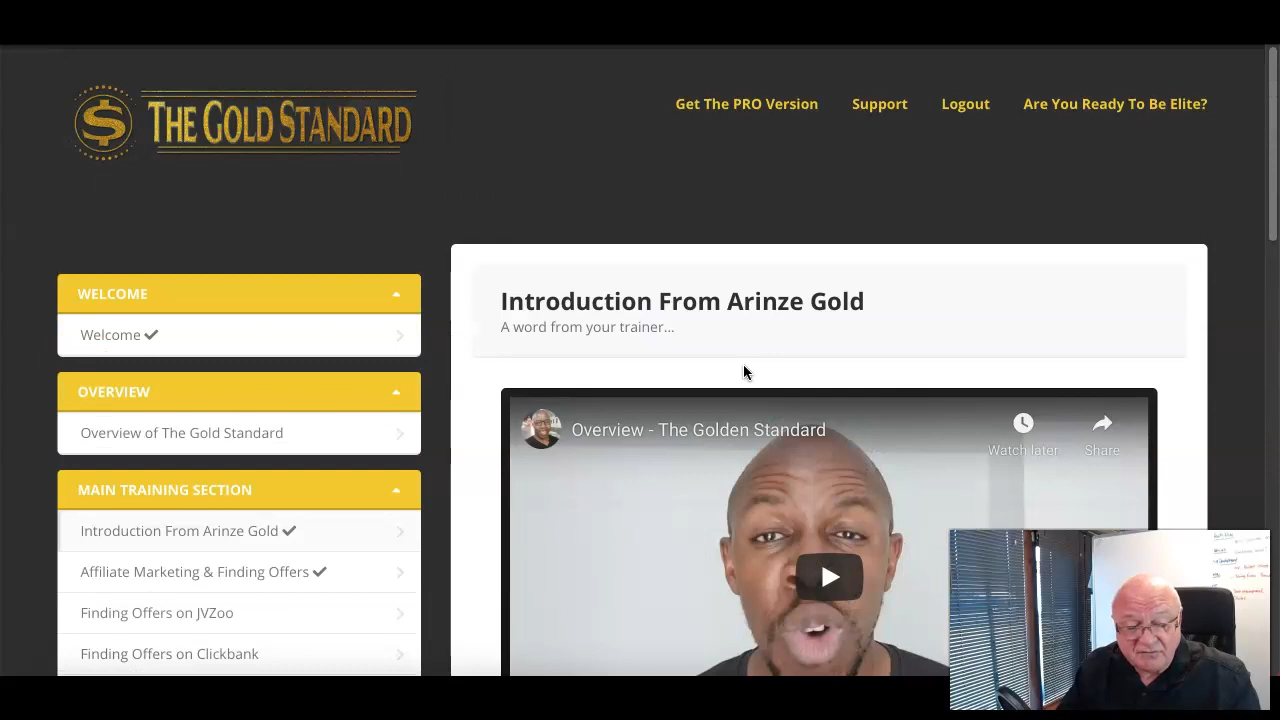 THE GOLD STANDARD
Get The PRO Version
Support
Logout
Are You Ready To Be Elite?
WELCOME
Welcome
OVERVIEW
Overview of The Gold Standard
MAIN TRAINING SECTION
Introduction From Arinze Gold
Affiliate Marketing & Finding Offers
Finding Offers on JVZoo
Finding Offers on Clickbank
Introduction From Arinze Gold
A word from your trainer...
Overview - The Golden Standard
Watch later
Share